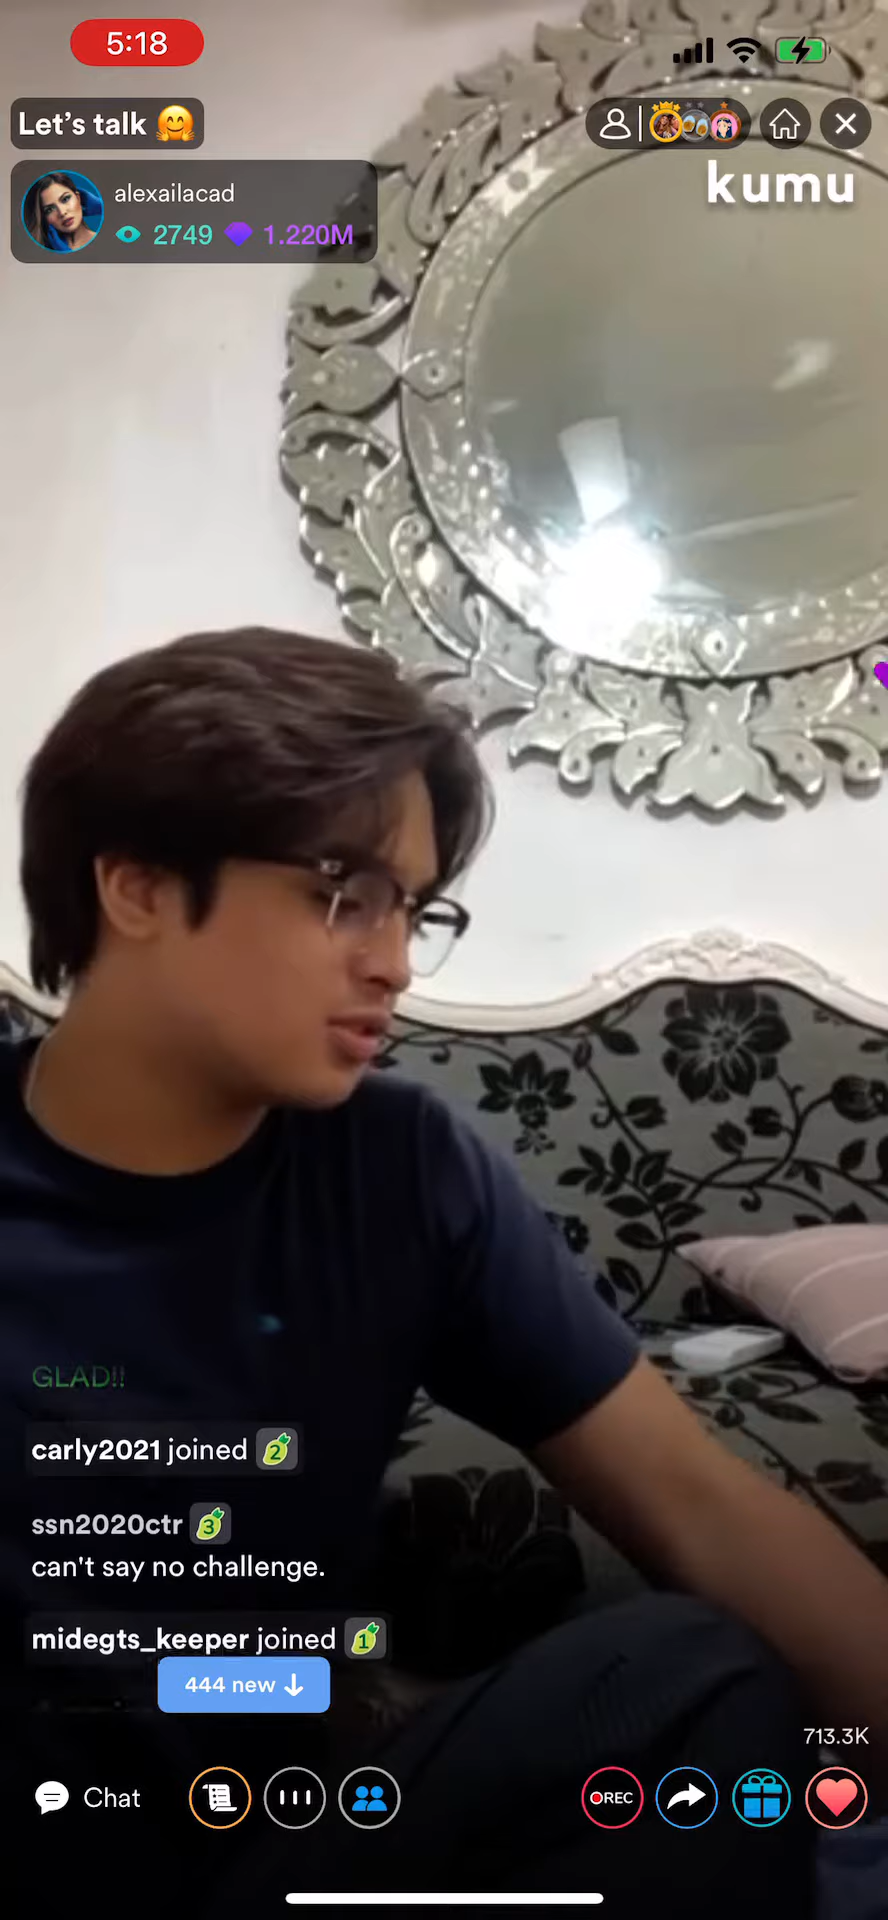 5:18
Let's talk 🤗
kumu
alexailacad
2749 1.220M
GLAD!!
carly2021 joined 2
ssn2020ctr 3
can't say no challenge.
midegts_keeper joined 1
444 new ↓
713.3K
Chat
REC